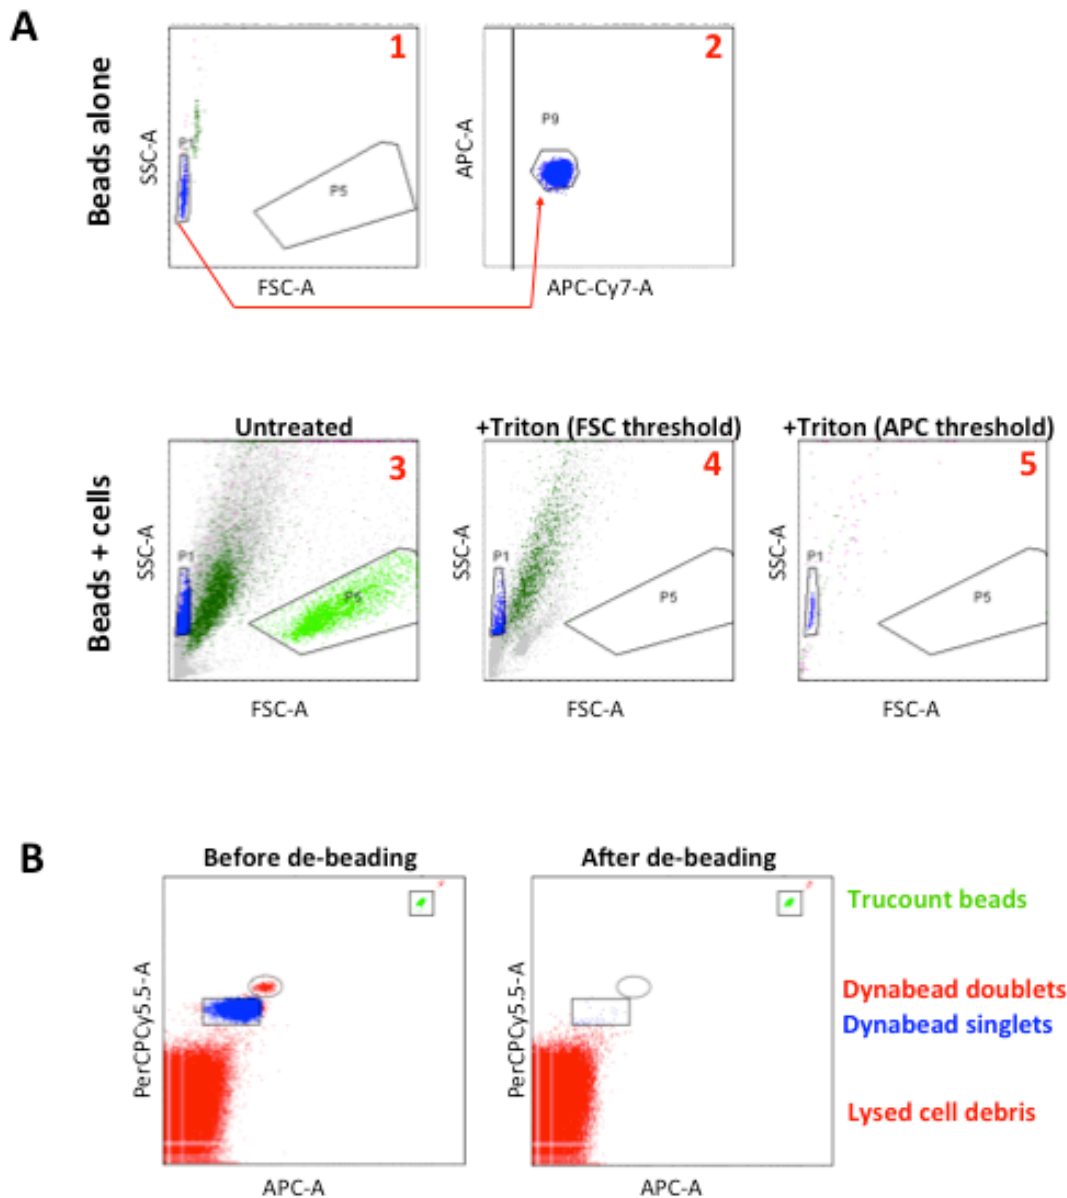 A
Beads alone
SSC-A
1
P
P5
FSC-A
APC-A
2
P9
APC-Cy7-A
Beads + cells
Untreated
+Triton (FSC threshold)
+Triton (APC threshold)
SSC-A
3
P1
P5
FSC-A
SSC-A
4
P1
P5
FSC-A
SSC-A
5
P1
P5
FSC-A
B
Before de-beading
After de-beading
PerCPCy5.5-A
APC-A
PerCPCy5.5-A
APC-A
Trucount beads
Dynabead doublets
Dynabead singlets
Lysed cell debris